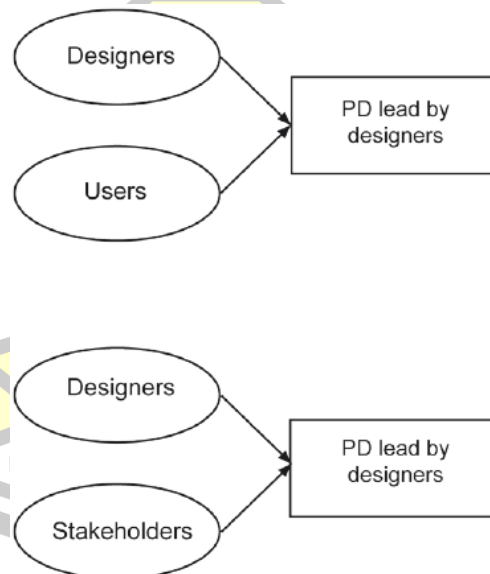 Designers
PD lead by
designers
Users
Designers
PD lead by
designers
Stakeholders